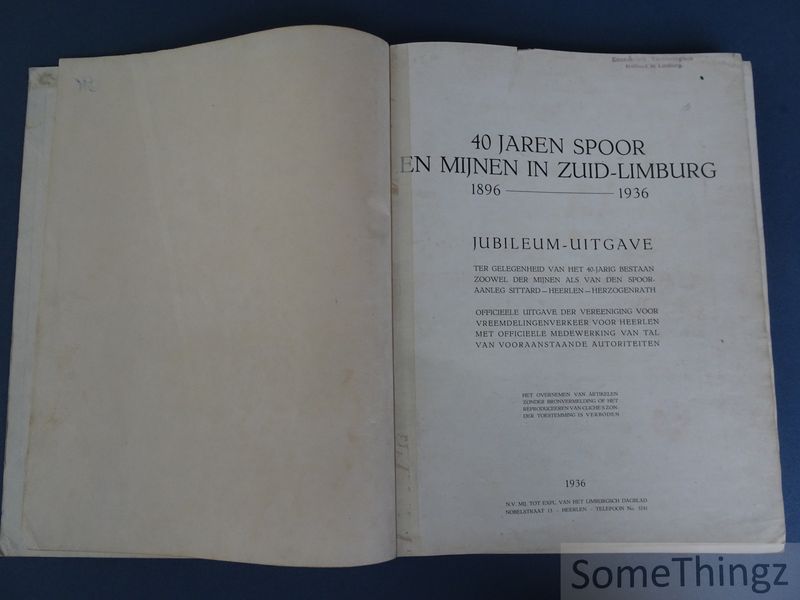 40 JAREN SPOOR
EN MIJNEN IN ZUID-LIMBURG
1896 — 1936
JUBILEUM-UITGAVE
TER GELEGENHEID VAN HET 40-JARIG BESTAAN
ZOOWEL DER MIJNEN ALS VAN DEN SPOOR-
AANLEG SITTARD — HEERLEN — HERZOGENRATH
OFFICIEELE UITGAVE DER VEREENIGING VOOR
VREEMDELINGENVERKEER VOOR HEERLEN
MET OFFICIEELE MEDEWERKING VAN TAL
VAN VOORAANSTAANDE AUTORITEITEN
HET OVERNEMEN VAN ARTIKELEN
ZONDER BRONVERMELDING OF HET
REPRODUCEEREN VAN CLICHÉ'S ZON-
DER TOESTEMMING IS VERBODEN
1936
N.V. MIJ. TOT EXPL. VAN HET LIMBURGSCH DAGBLAD
NOBELSTRAAT 13 - HEERLEN - TELEFOON No.
SomeThingz